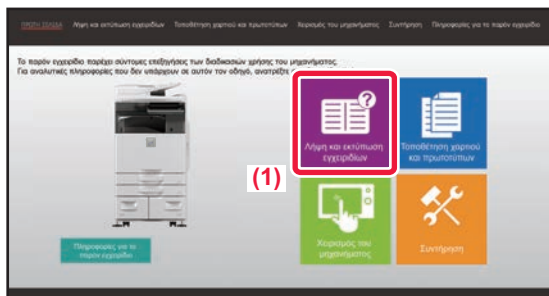 ΠΡΩΤΗ ΣΕΛΙΔΑ Λήψη και εκτύπωση εγχειριδίων Τοποθέτηση χαρτιού και πρωτοτύπων Χειρισμός του μηχανήματος Συντήρηση Πληροφορίες για το παρόν εγχειρίδιο
Το παρόν εγχειρίδιο παρέχει σύντομες επεξηγήσεις των διαδικασιών χρήσης του μηχανήματος.
Για αναλυτικές πληροφορίες που δεν υπάρχουν σε αυτόν τον οδηγό, ανατρέξτε
Λήψη και εκτύπωση
εγχειριδίων
Τοποθέτηση χαρτιού
και πρωτοτύπων
(1)
Χειρισμός του
μηχανήματος
Συντήρηση
Πληροφορίες για το
παρόν εγχειρίδιο